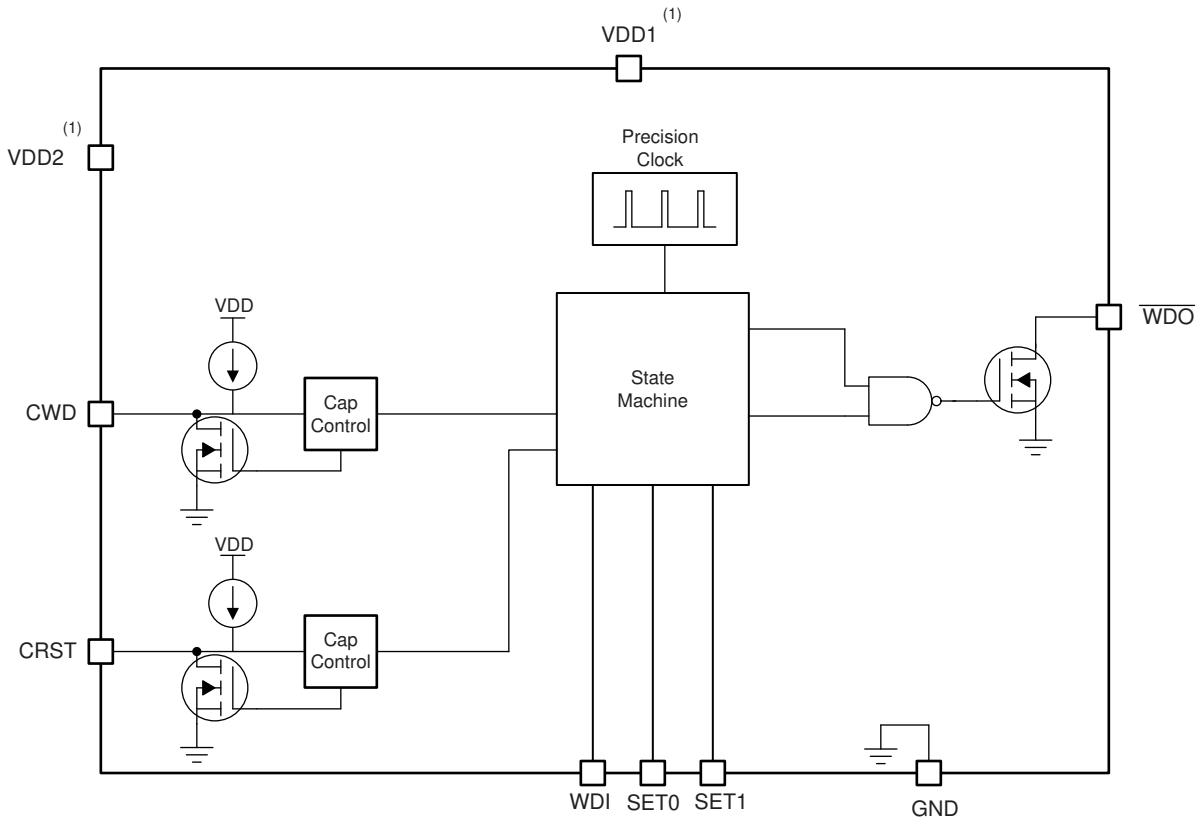 VDD1 (1)
VDD2 (1)
Precision
Clock
VDD
WDO
CWD
Cap
Control
State
Machine
VDD
CRST
Cap
Control
WDI
SET0
SET1
GND